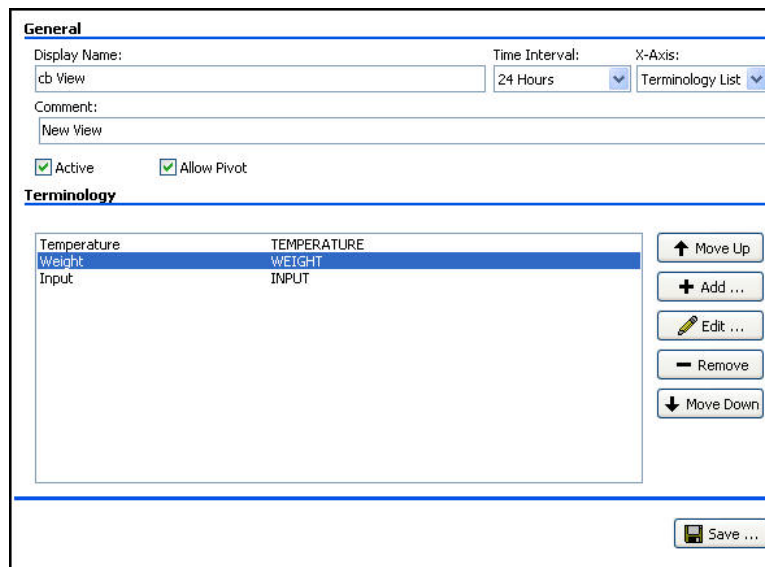 General
Display Name: Time Interval: X-Axis:
cb View 24 Hours Terminology List
Comment:
New View
Active Allow Pivot
Terminology
Temperature TEMPERATURE
Weight WEIGHT
Input INPUT
Move Up
Add ...
Edit ...
Remove
Move Down
Save ...